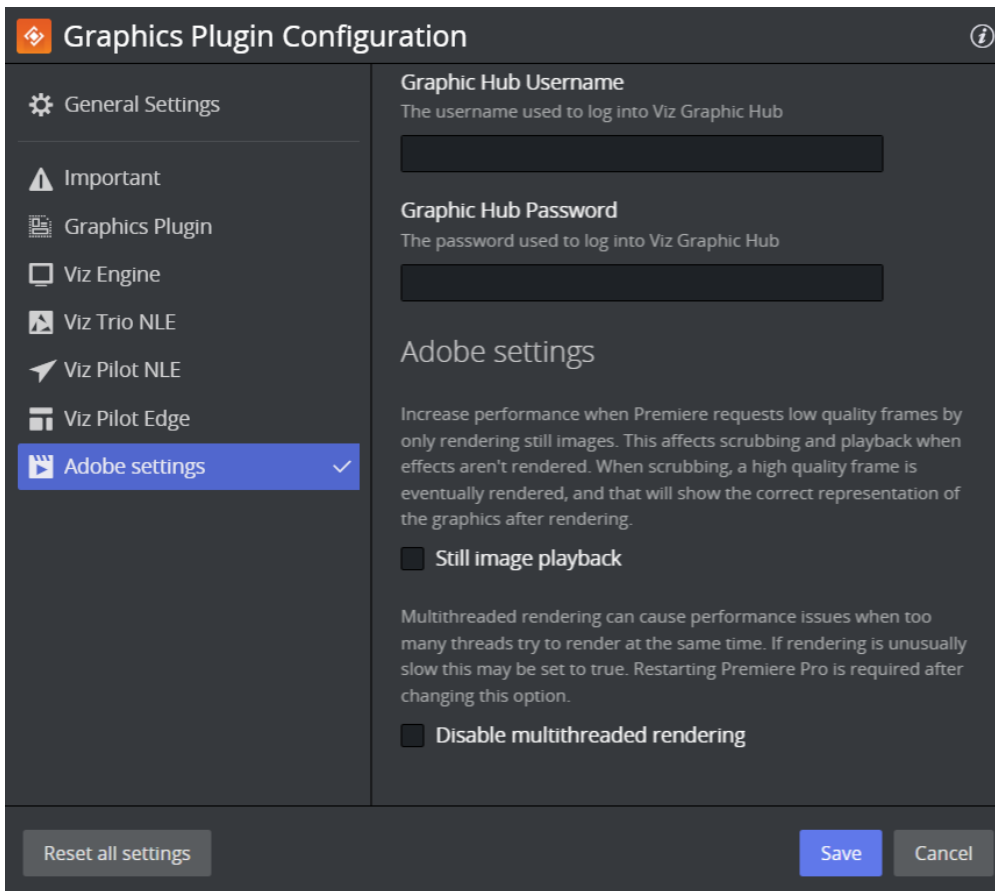 Graphics Plugin Configuration
General Settings
Important
Graphics Plugin
Viz Engine
Viz Trio NLE
Viz Pilot NLE
Viz Pilot Edge
Adobe settings
Graphic Hub Username
The username used to log into Viz Graphic Hub
Graphic Hub Password
The password used to log into Viz Graphic Hub
Adobe settings
Increase performance when Premiere requests low quality frames by
only rendering still images. This affects scrubbing and playback when
effects aren't rendered. When scrubbing, a high quality frame is
eventually rendered, and that will show the correct representation of
the graphics after rendering.
Still image playback
Multithreaded rendering can cause performance issues when too
many threads try to render at the same time. If rendering is unusually
slow this may be set to true. Restarting Premiere Pro is required after
changing this option.
Disable multithreaded rendering
Reset all settings
Save
Cancel